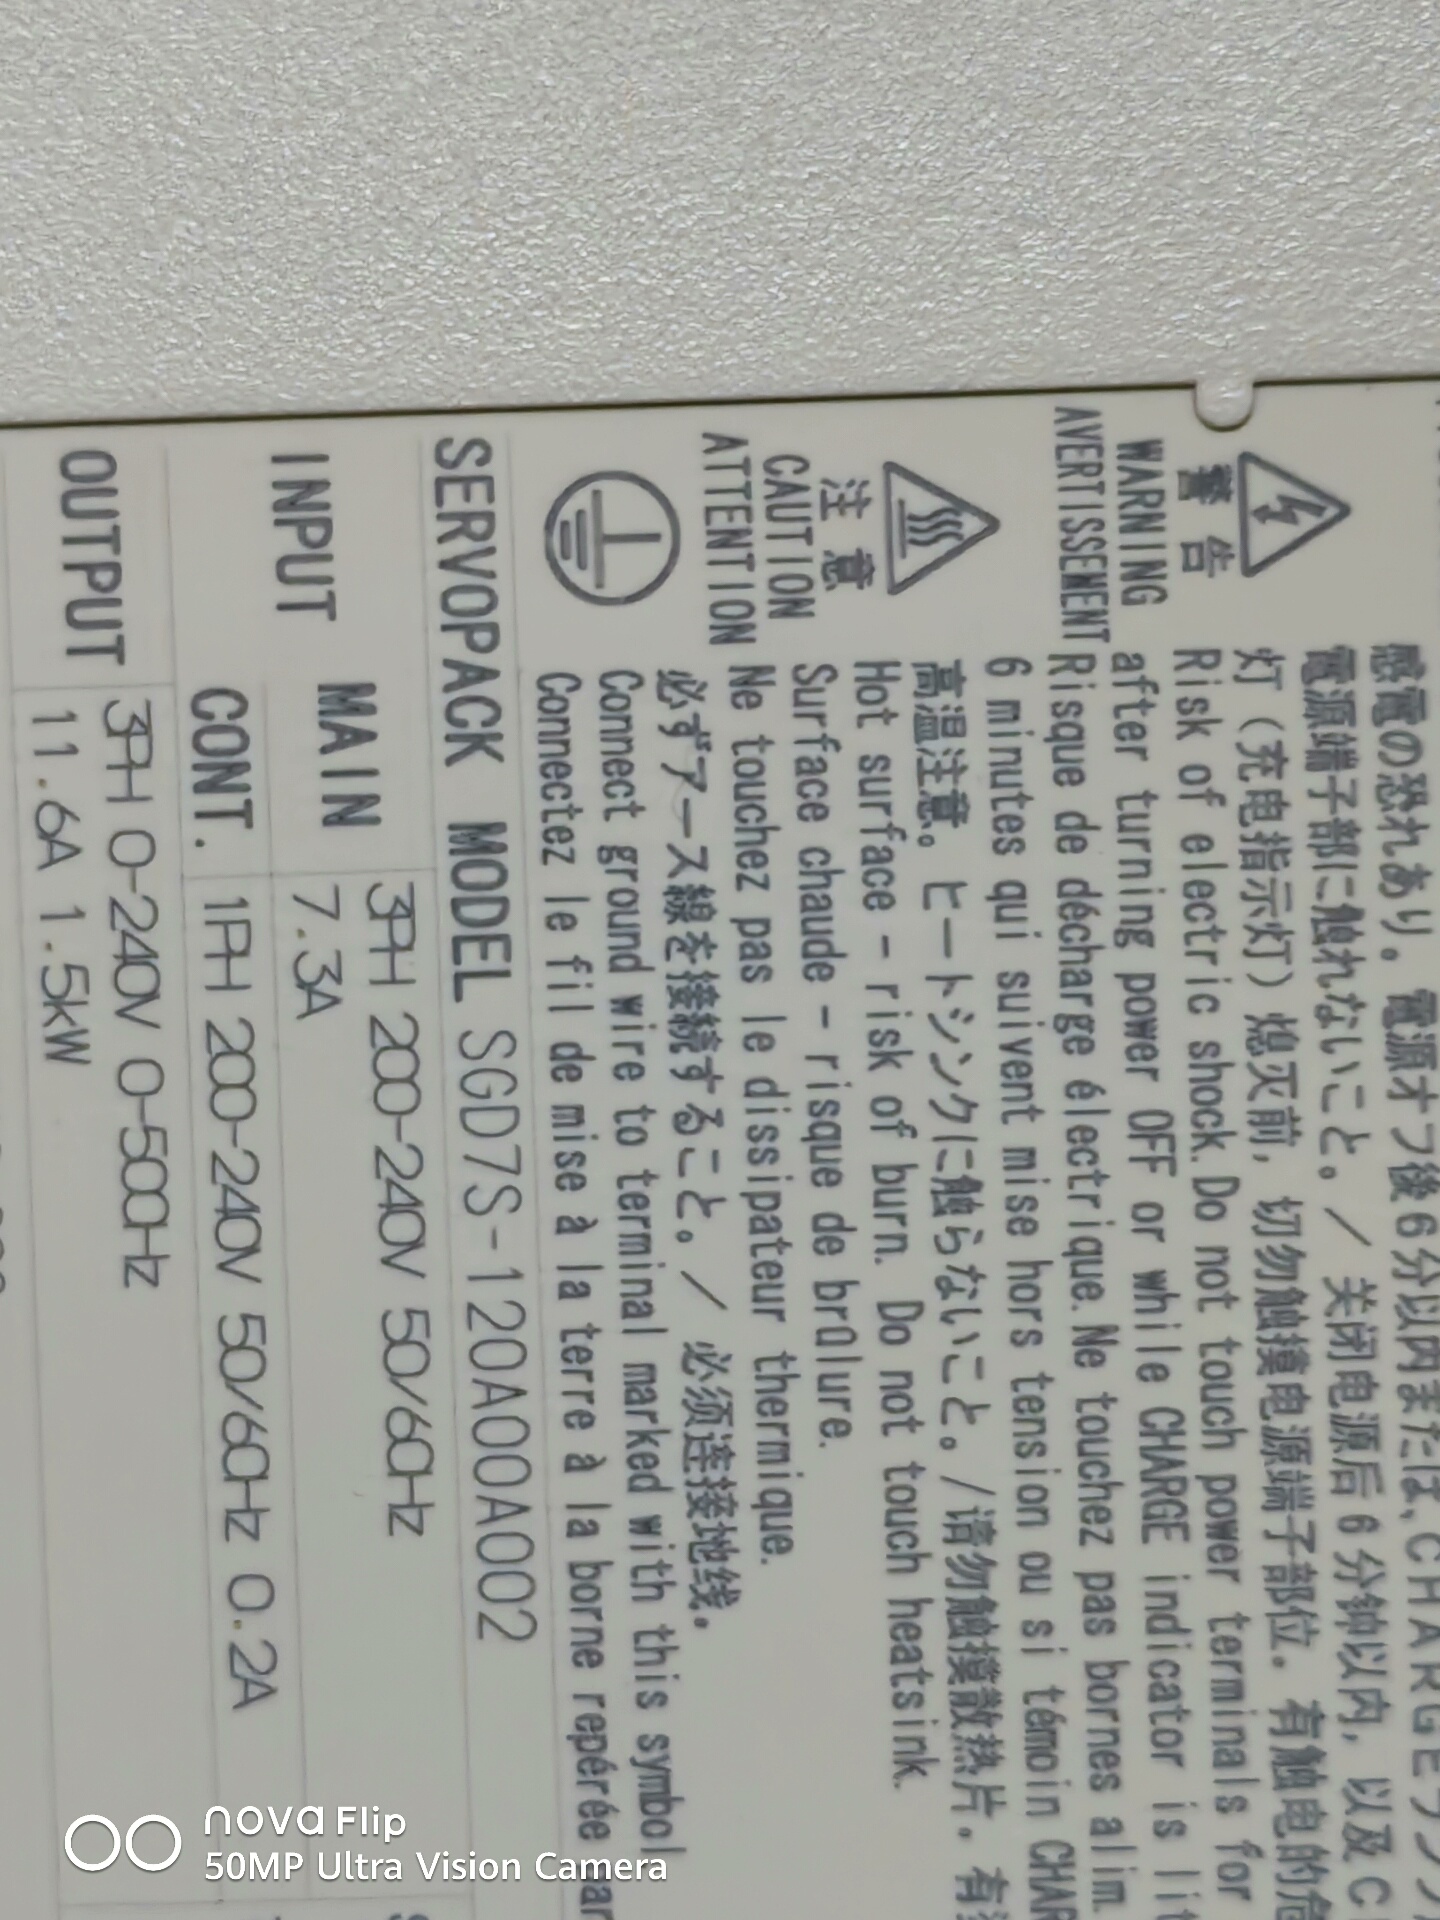 感電の恐れあり。電源オフ後6分以内または、CHARGEランプ
電源端子部に触れないこと。／ 关闭电源后6分钟以内，以及C
灯（充电指示灯）熄灭前，切勿触摸电源端子部位。有触电的危
警告
WARNING
AVERTISSEMENT
Risk of electric shock. Do not touch power terminals for
after turning power OFF or while CHARGE indicator is lit
Risque de décharge électrique. Ne touchez pas bornes alim.
6 minutes qui suivent mise hors tension ou si témoin CHAR
注意
CAUTION
ATTENTION
高温注意。ヒートシンクに触らないこと。/请勿触摸散热片。有
Hot surface - risk of burn. Do not touch heatsink.
Surface chaude - risque de brûlure.
Ne touchez pas le dissipateur thermique.
必ずアース線を接続すること。／ 必须连接地线。
Connect ground wire to terminal marked with this symbol
Connectez le fil de mise à la terre à la borne repérée par
SERVOPACK MODEL SGD7S-120A00A002
INPUT MAIN 3PH 200-240V 50/60Hz
7.3A
CONT. 1PH 200-240V 50/60Hz 0.2A
OUTPUT 3PH 0-240V 0-500Hz
11.6A 1.5kW
nova Flip
50MP Ultra Vision Camera